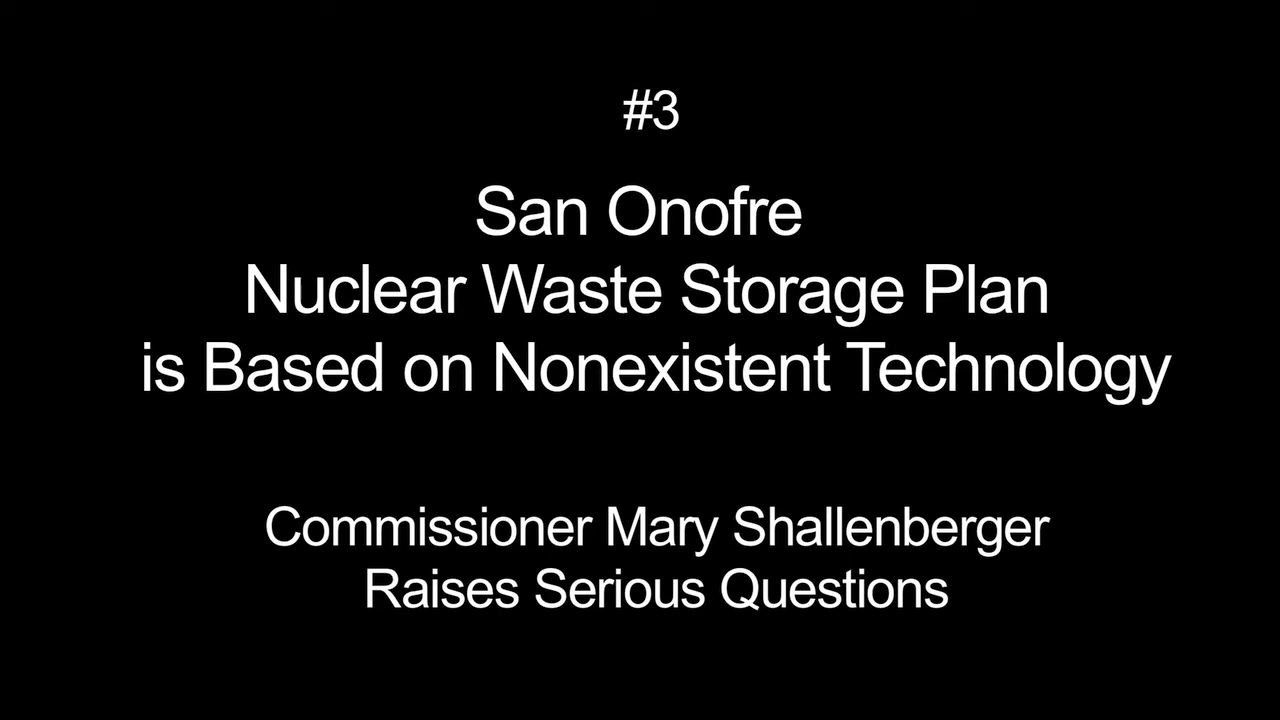 #3
San Onofre
Nuclear Waste Storage Plan
is Based on Nonexistent Technology
Commissioner Mary Shallenberger
Raises Serious Questions